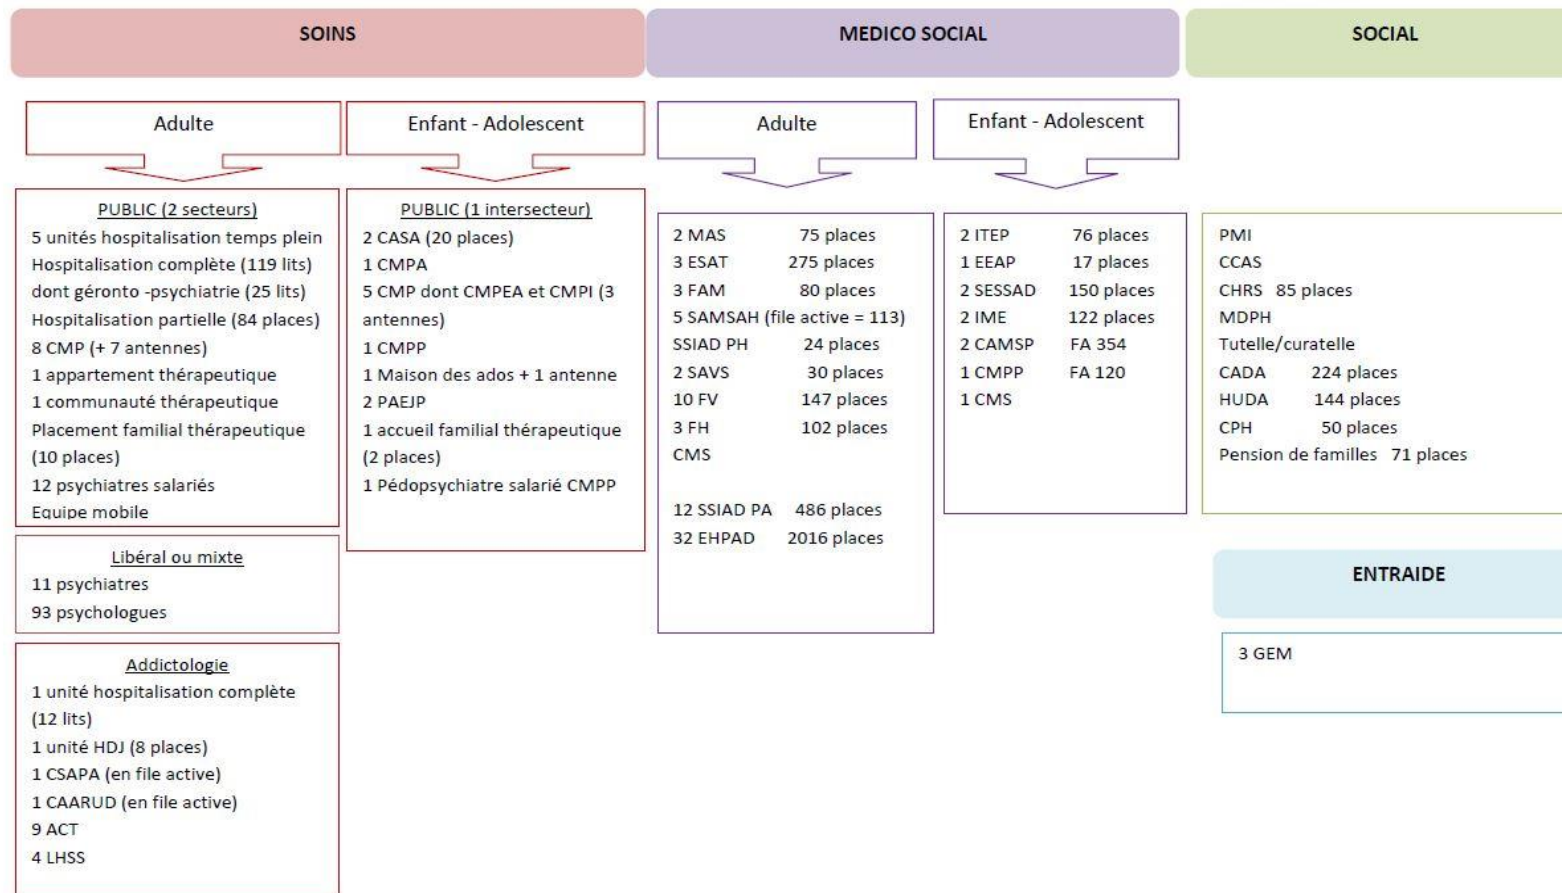 SOINS
MEDICO SOCIAL
SOCIAL
Adulte
Enfant - Adolescent
Adulte
Enfant - Adolescent
PUBLIC (2 secteurs)
5 unités hospitalisation temps plein
Hospitalisation complète (119 lits)
dont géronto -psychiatrie (25 lits)
Hospitalisation partielle (84 places)
8 CMP (+ 7 antennes)
1 appartement thérapeutique
1 communauté thérapeutique
Placement familial thérapeutique
(10 places)
12 psychiatres salariés
Equipe mobile
Libéral ou mixte
11 psychiatres
93 psychologues
Addictologie
1 unité hospitalisation complète
(12 lits)
1 unité HDJ (8 places)
1 CSAPA (en file active)
1 CAARUD (en file active)
9 ACT
4 LHSS
PUBLIC (1 intersecteur)
2 CASA (20 places)
1 CMPA
5 CMP dont CMPEA et CMPI (3
antennes)
1 CMPP
1 Maison des ados + 1 antenne
2 PAEJP
1 accueil familial thérapeutique
(2 places)
1 Pédopsychiatre salarié CMPP
2 MAS 75 places
3 ESAT 275 places
3 FAM 80 places
5 SAMSAH (file active = 113)
SSIAD PH 24 places
2 SAVS 30 places
10 FV 147 places
3 FH 102 places
CMS
12 SSIAD PA 486 places
32 EHPAD 2016 places
2 ITEP 76 places
1 EEAP 17 places
2 SESSAD 150 places
2 IME 122 places
2 CAMSP FA 354
1 CMPP FA 120
1 CMS
PMI
CCAS
CHRS 85 places
MDPH
Tutelle/curatelle
CADA 224 places
HUDA 144 places
CPH 50 places
Pension de familles 71 places
ENTRAIDE
3 GEM